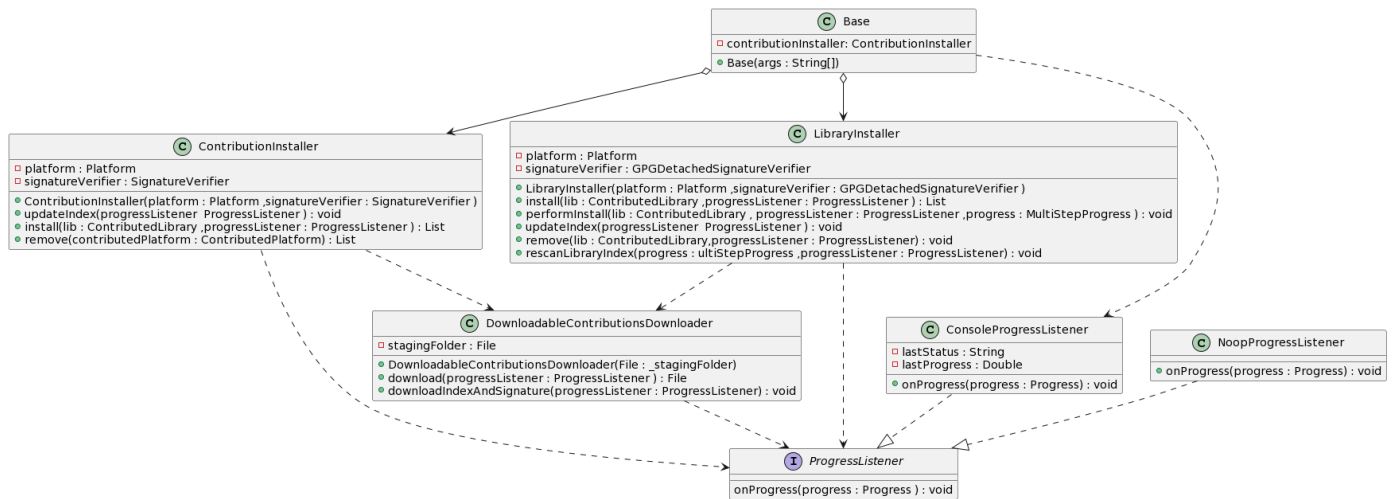 C Base
contributionInstaller: ContributionInstaller
Base(args : String[])
C ContributionInstaller
platform : Platform
signatureVerifier : SignatureVerifier
ContributionInstaller(platform : Platform ,signatureVerifier : SignatureVerifier )
updateIndex(progressListener  ProgressListener ) : void
install(lib : ContributedLibrary ,progressListener : ProgressListener ) : List
remove(contributedPlatform : ContributedPlatform) : List
C LibraryInstaller
platform : Platform
signatureVerifier : GPGDetachedSignatureVerifier
LibraryInstaller(platform : Platform ,signatureVerifier : GPGDetachedSignatureVerifier )
install(lib : ContributedLibrary ,progressListener : ProgressListener ) : List
performInstall(lib : ContributedLibrary , progressListener : ProgressListener ,progress : MultiStepProgress ) : void
updateIndex(progressListener  ProgressListener ) : void
remove(lib : ContributedLibrary,progressListener : ProgressListener) : void
rescanLibraryIndex(progress : ultiStepProgress ,progressListener : ProgressListener) : void
C DownloadableContributionsDownloader
stagingFolder : File
DownloadableContributionsDownloader(File : _stagingFolder)
download(progressListener : ProgressListener ) : File
downloadIndexAndSignature(progressListener : ProgressListener) : void
C ConsoleProgressListener
lastStatus : String
lastProgress : Double
onProgress(progress : Progress) : void
C NoopProgressListener
onProgress(progress : Progress) : void
I ProgressListener
onProgress(progress : Progress ) : void